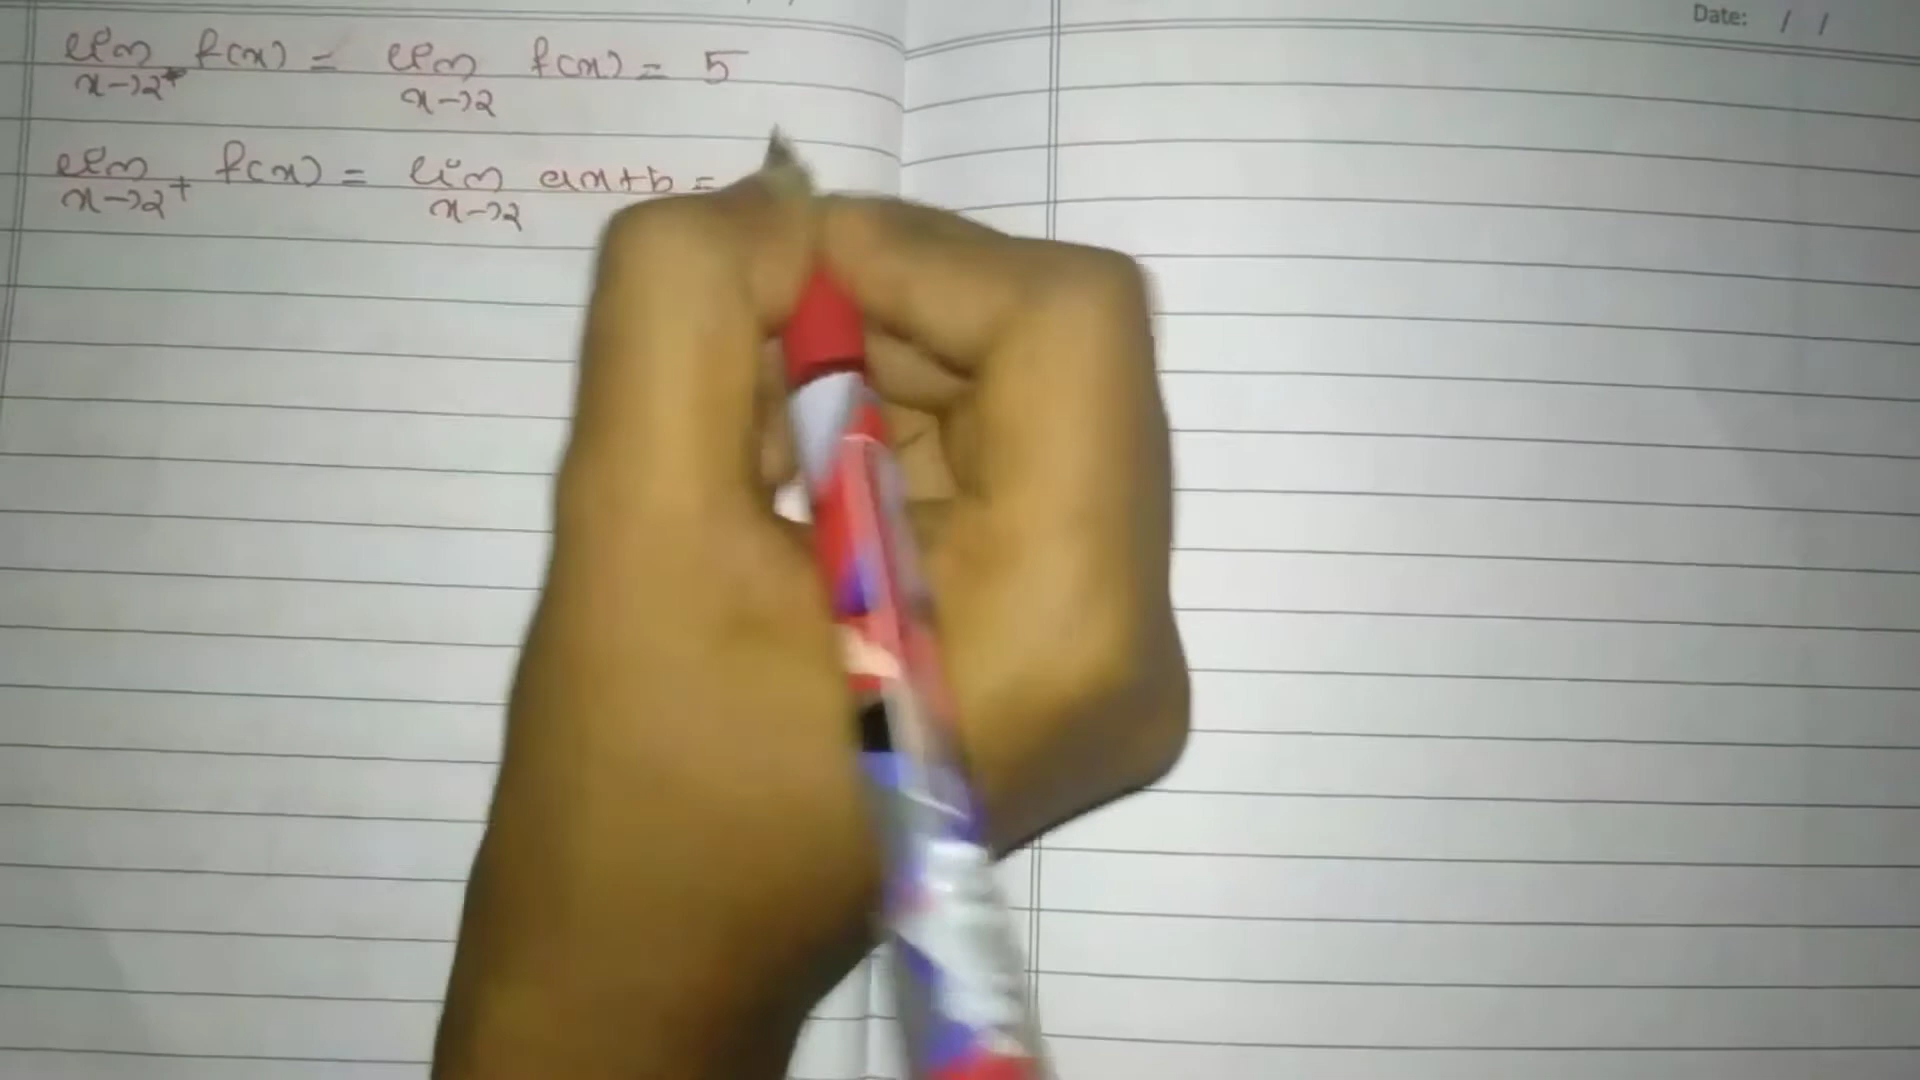 Date: / /
lim f(x) = lim f(x) = 5
x→2⁺ x→2
lim f(x) = lim ax+b =
x→2⁺ x→2